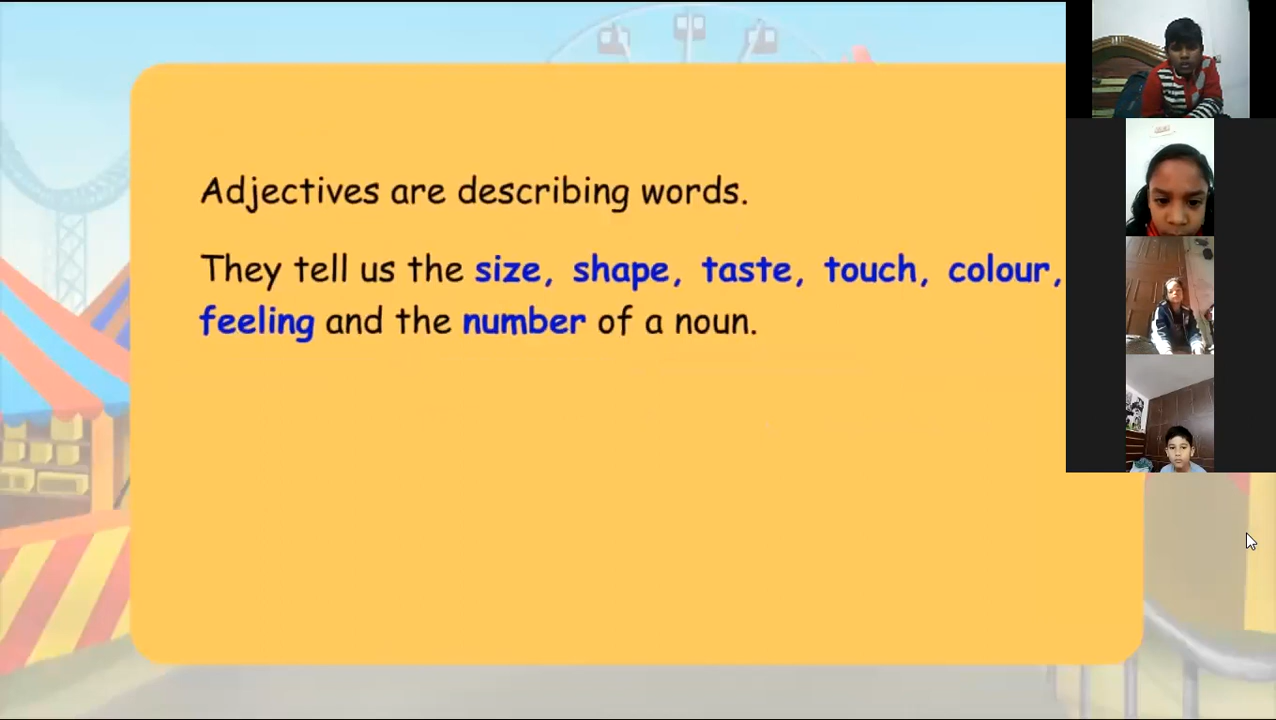 Adjectives are describing words.
They tell us the size, shape, taste, touch, colour,
feeling and the number of a noun.